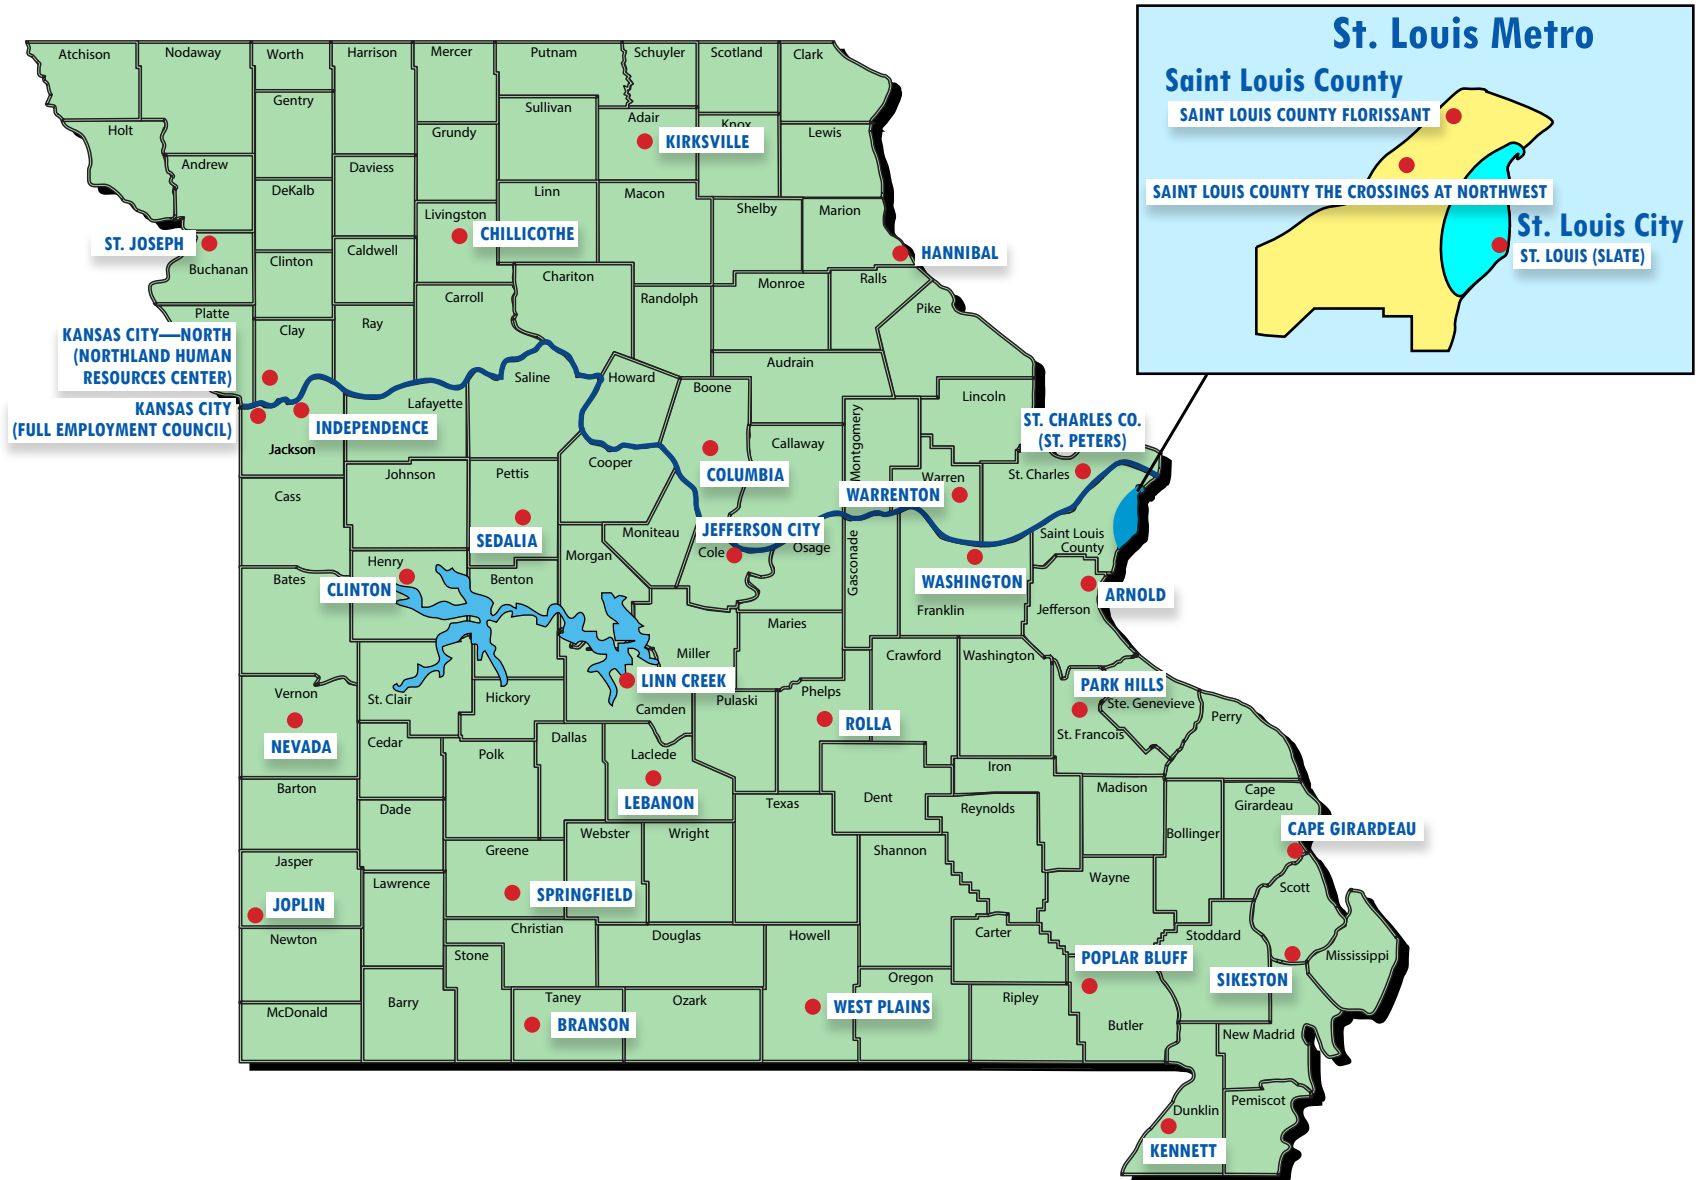 St. Louis Metro
Saint Louis County
SAINT LOUIS COUNTY FLORISSANT
SAINT LOUIS COUNTY THE CROSSINGS AT NORTHWEST
St. Louis City
ST. LOUIS (SLATE)
Atchison
Nodaway
Worth
Harrison
Mercer
Putnam
Schuyler
Scotland
Clark
Gentry
Sullivan
Adair
Knox
Holt
Grundy
Lewis
KIRKSVILLE
Andrew
Daviess
DeKalb
Linn
Macon
Livingston
Shelby
Marion
CHILLICOTHE
ST. JOSEPH
Caldwell
HANNIBAL
Buchanan
Clinton
Chariton
Monroe
Ralls
Carroll
Randolph
Pike
Platte
Ray
Clay
KANSAS CITY—NORTH
(NORTHLAND HUMAN
RESOURCES CENTER)
Audrain
Saline
Howard
Boone
Lincoln
Lafayette
KANSAS CITY
(FULL EMPLOYMENT COUNCIL)
INDEPENDENCE
ST. CHARLES CO.
(ST. PETERS)
Montgomery
Callaway
Jackson
Cooper
Johnson
Pettis
COLUMBIA
Warren
St. Charles
Cass
WARRENTON
JEFFERSON CITY
Moniteau
SEDALIA
Saint Louis
County
Osage
Cole
Morgan
Henry
Gasconade
Bates
Benton
CLINTON
WASHINGTON
ARNOLD
Franklin
Jefferson
Maries
Miller
Crawford
Washington
LINN CREEK
PARK HILLS
Vernon
St. Clair
Hickory
Camden
Pulaski
Phelps
Ste. Genevieve
Perry
ROLLA
NEVADA
Cedar
Polk
Dallas
Laclede
St. Francois
Iron
LEBANON
Barton
Dade
Texas
Dent
Reynolds
Madison
Cape
Girardeau
CAPE GIRARDEAU
Webster
Wright
Bollinger
Greene
Shannon
Jasper
Lawrence
Wayne
Scott
SPRINGFIELD
JOPLIN
Newton
Christian
Douglas
Howell
Carter
Stoddard
Stone
Mississippi
POPLAR BLUFF
Oregon
SIKESTON
Taney
Ozark
Barry
Ripley
McDonald
WEST PLAINS
BRANSON
Butler
New Madrid
Pemiscot
Dunklin
KENNETT